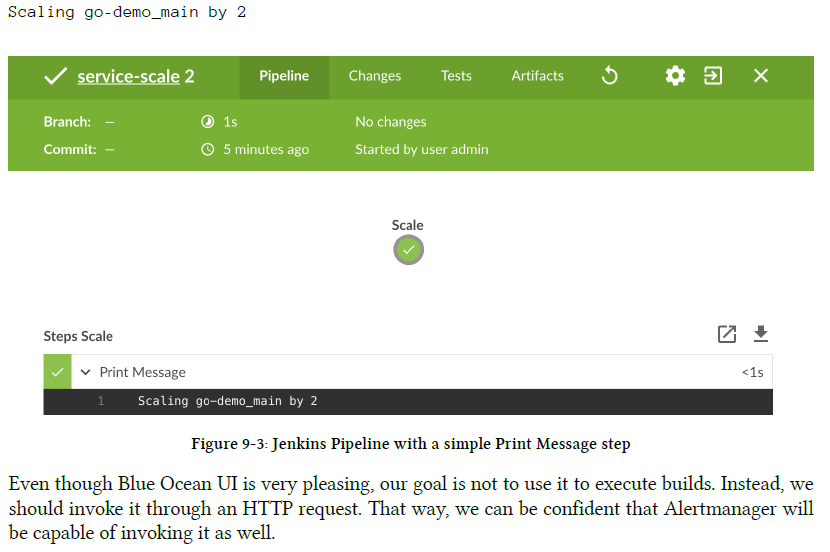 Scaling go-demo_main by 2
service-scale 2 Pipeline Changes Tests Artifacts
Branch: — 1s No changes
Commit: — 5 minutes ago Started by user admin
Scale
Steps Scale
Print Message <1s
1 Scaling go-demo_main by 2
Figure 9-3: Jenkins Pipeline with a simple Print Message step
Even though Blue Ocean UI is very pleasing, our goal is not to use it to execute builds. Instead, we
should invoke it through an HTTP request. That way, we can be confident that Alertmanager will
be capable of invoking it as well.